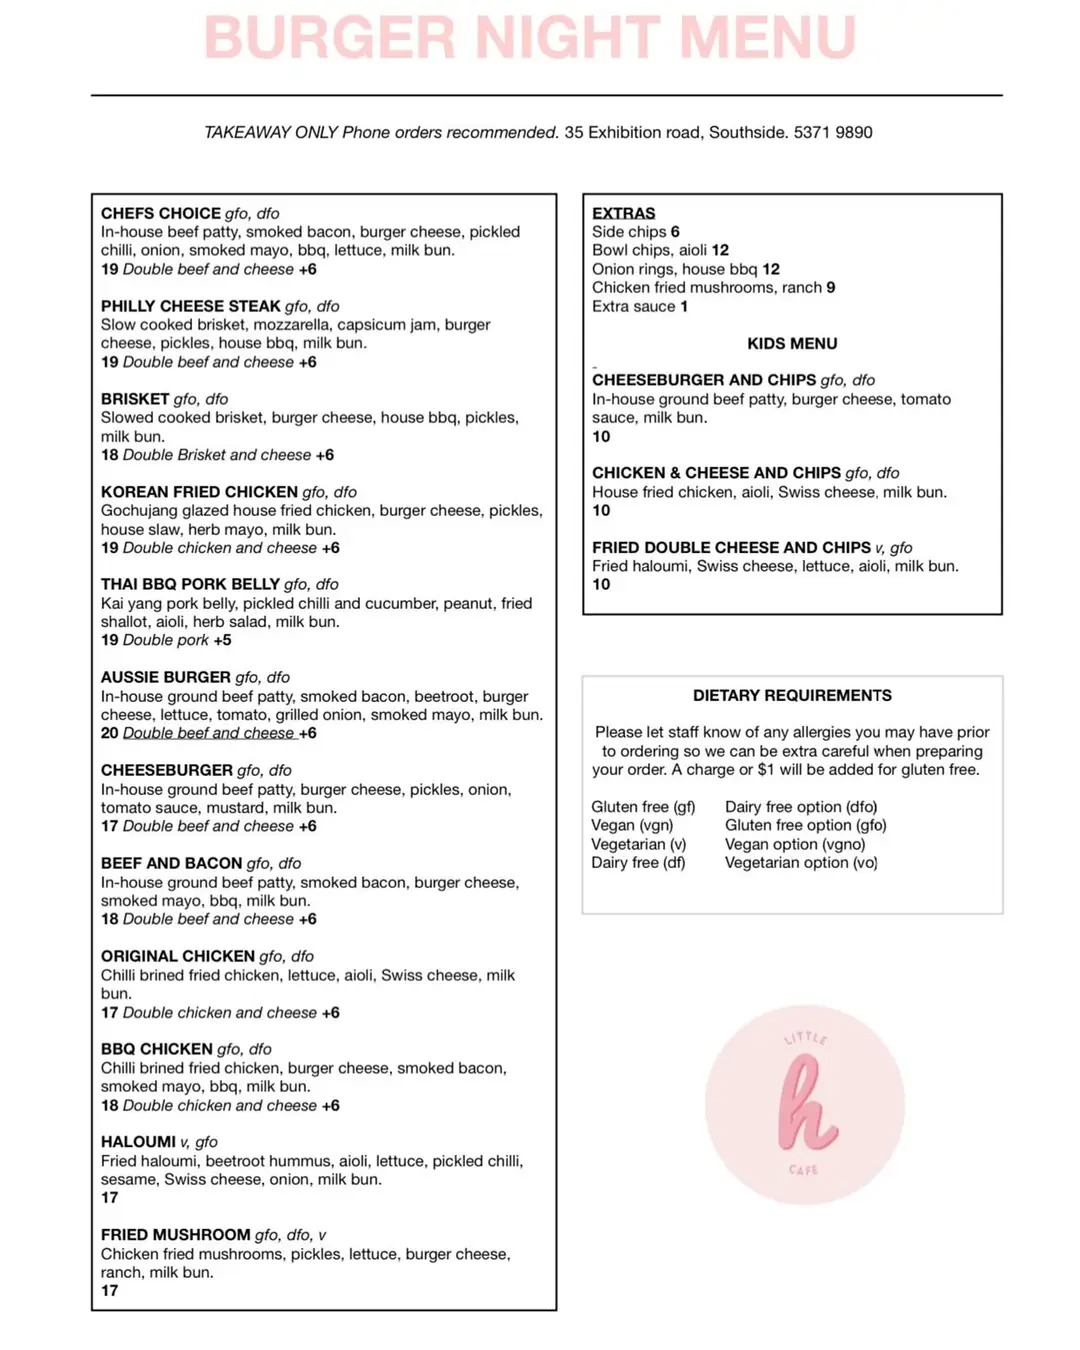 BURGER NIGHT MENU
TAKEAWAY ONLY Phone orders recommended. 35 Exhibition road, Southside. 5371 9890
CHEFS CHOICE gfo, dfo
In-house beef patty, smoked bacon, burger cheese, pickled
chilli, onion, smoked mayo, bbq, lettuce, milk bun.
19 Double beef and cheese +6
PHILLY CHEESE STEAK gfo, dfo
Slow cooked brisket, mozzarella, capsicum jam, burger
cheese, pickles, house bbq, milk bun.
19 Double beef and cheese +6
BRISKET gfo, dfo
Slowed cooked brisket, burger cheese, house bbq, pickles,
milk bun.
18 Double Brisket and cheese +6
KOREAN FRIED CHICKEN gfo, dfo
Gochujang glazed house fried chicken, burger cheese, pickles,
house slaw, herb mayo, milk bun.
19 Double chicken and cheese +6
THAI BBQ PORK BELLY gfo, dfo
Kai yang pork belly, pickled chilli and cucumber, peanut, fried
shallot, aioli, herb salad, milk bun.
19 Double pork +5
AUSSIE BURGER gfo, dfo
In-house ground beef patty, smoked bacon, beetroot, burger
cheese, lettuce, tomato, grilled onion, smoked mayo, milk bun.
20 Double beef and cheese +6
CHEESEBURGER gfo, dfo
In-house ground beef patty, burger cheese, pickles, onion,
tomato sauce, mustard, milk bun.
17 Double beef and cheese +6
BEEF AND BACON gfo, dfo
In-house ground beef patty, smoked bacon, burger cheese,
smoked mayo, bbq, milk bun.
18 Double beef and cheese +6
ORIGINAL CHICKEN gfo, dfo
Chilli brined fried chicken, lettuce, aioli, Swiss cheese, milk
bun.
17 Double chicken and cheese +6
BBQ CHICKEN gfo, dfo
Chilli brined fried chicken, burger cheese, smoked bacon,
smoked mayo, bbq, milk bun.
18 Double chicken and cheese +6
HALOUMI v, gfo
Fried haloumi, beetroot hummus, aioli, lettuce, pickled chilli,
sesame, Swiss cheese, onion, milk bun.
17
FRIED MUSHROOM gfo, dfo, v
Chicken fried mushrooms, pickles, lettuce, burger cheese,
ranch, milk bun.
17
EXTRAS
Side chips 6
Bowl chips, aioli 12
Onion rings, house bbq 12
Chicken fried mushrooms, ranch 9
Extra sauce 1
KIDS MENU
CHEESEBURGER AND CHIPS gfo, dfo
In-house ground beef patty, burger cheese, tomato
sauce, milk bun.
10
CHICKEN & CHEESE AND CHIPS gfo, dfo
House fried chicken, aioli, Swiss cheese, milk bun.
10
FRIED DOUBLE CHEESE AND CHIPS v, gfo
Fried haloumi, Swiss cheese, lettuce, aioli, milk bun.
10
DIETARY REQUIREMENTS
Please let staff know of any allergies you may have prior
to ordering so we can be extra careful when preparing
your order. A charge or $1 will be added for gluten free.
Gluten free (gf) Dairy free option (dfo)
Vegan (vgn) Gluten free option (gfo)
Vegetarian (v) Vegan option (vgno)
Dairy free (df) Vegetarian option (vo)
LITTLE
h
CAFE